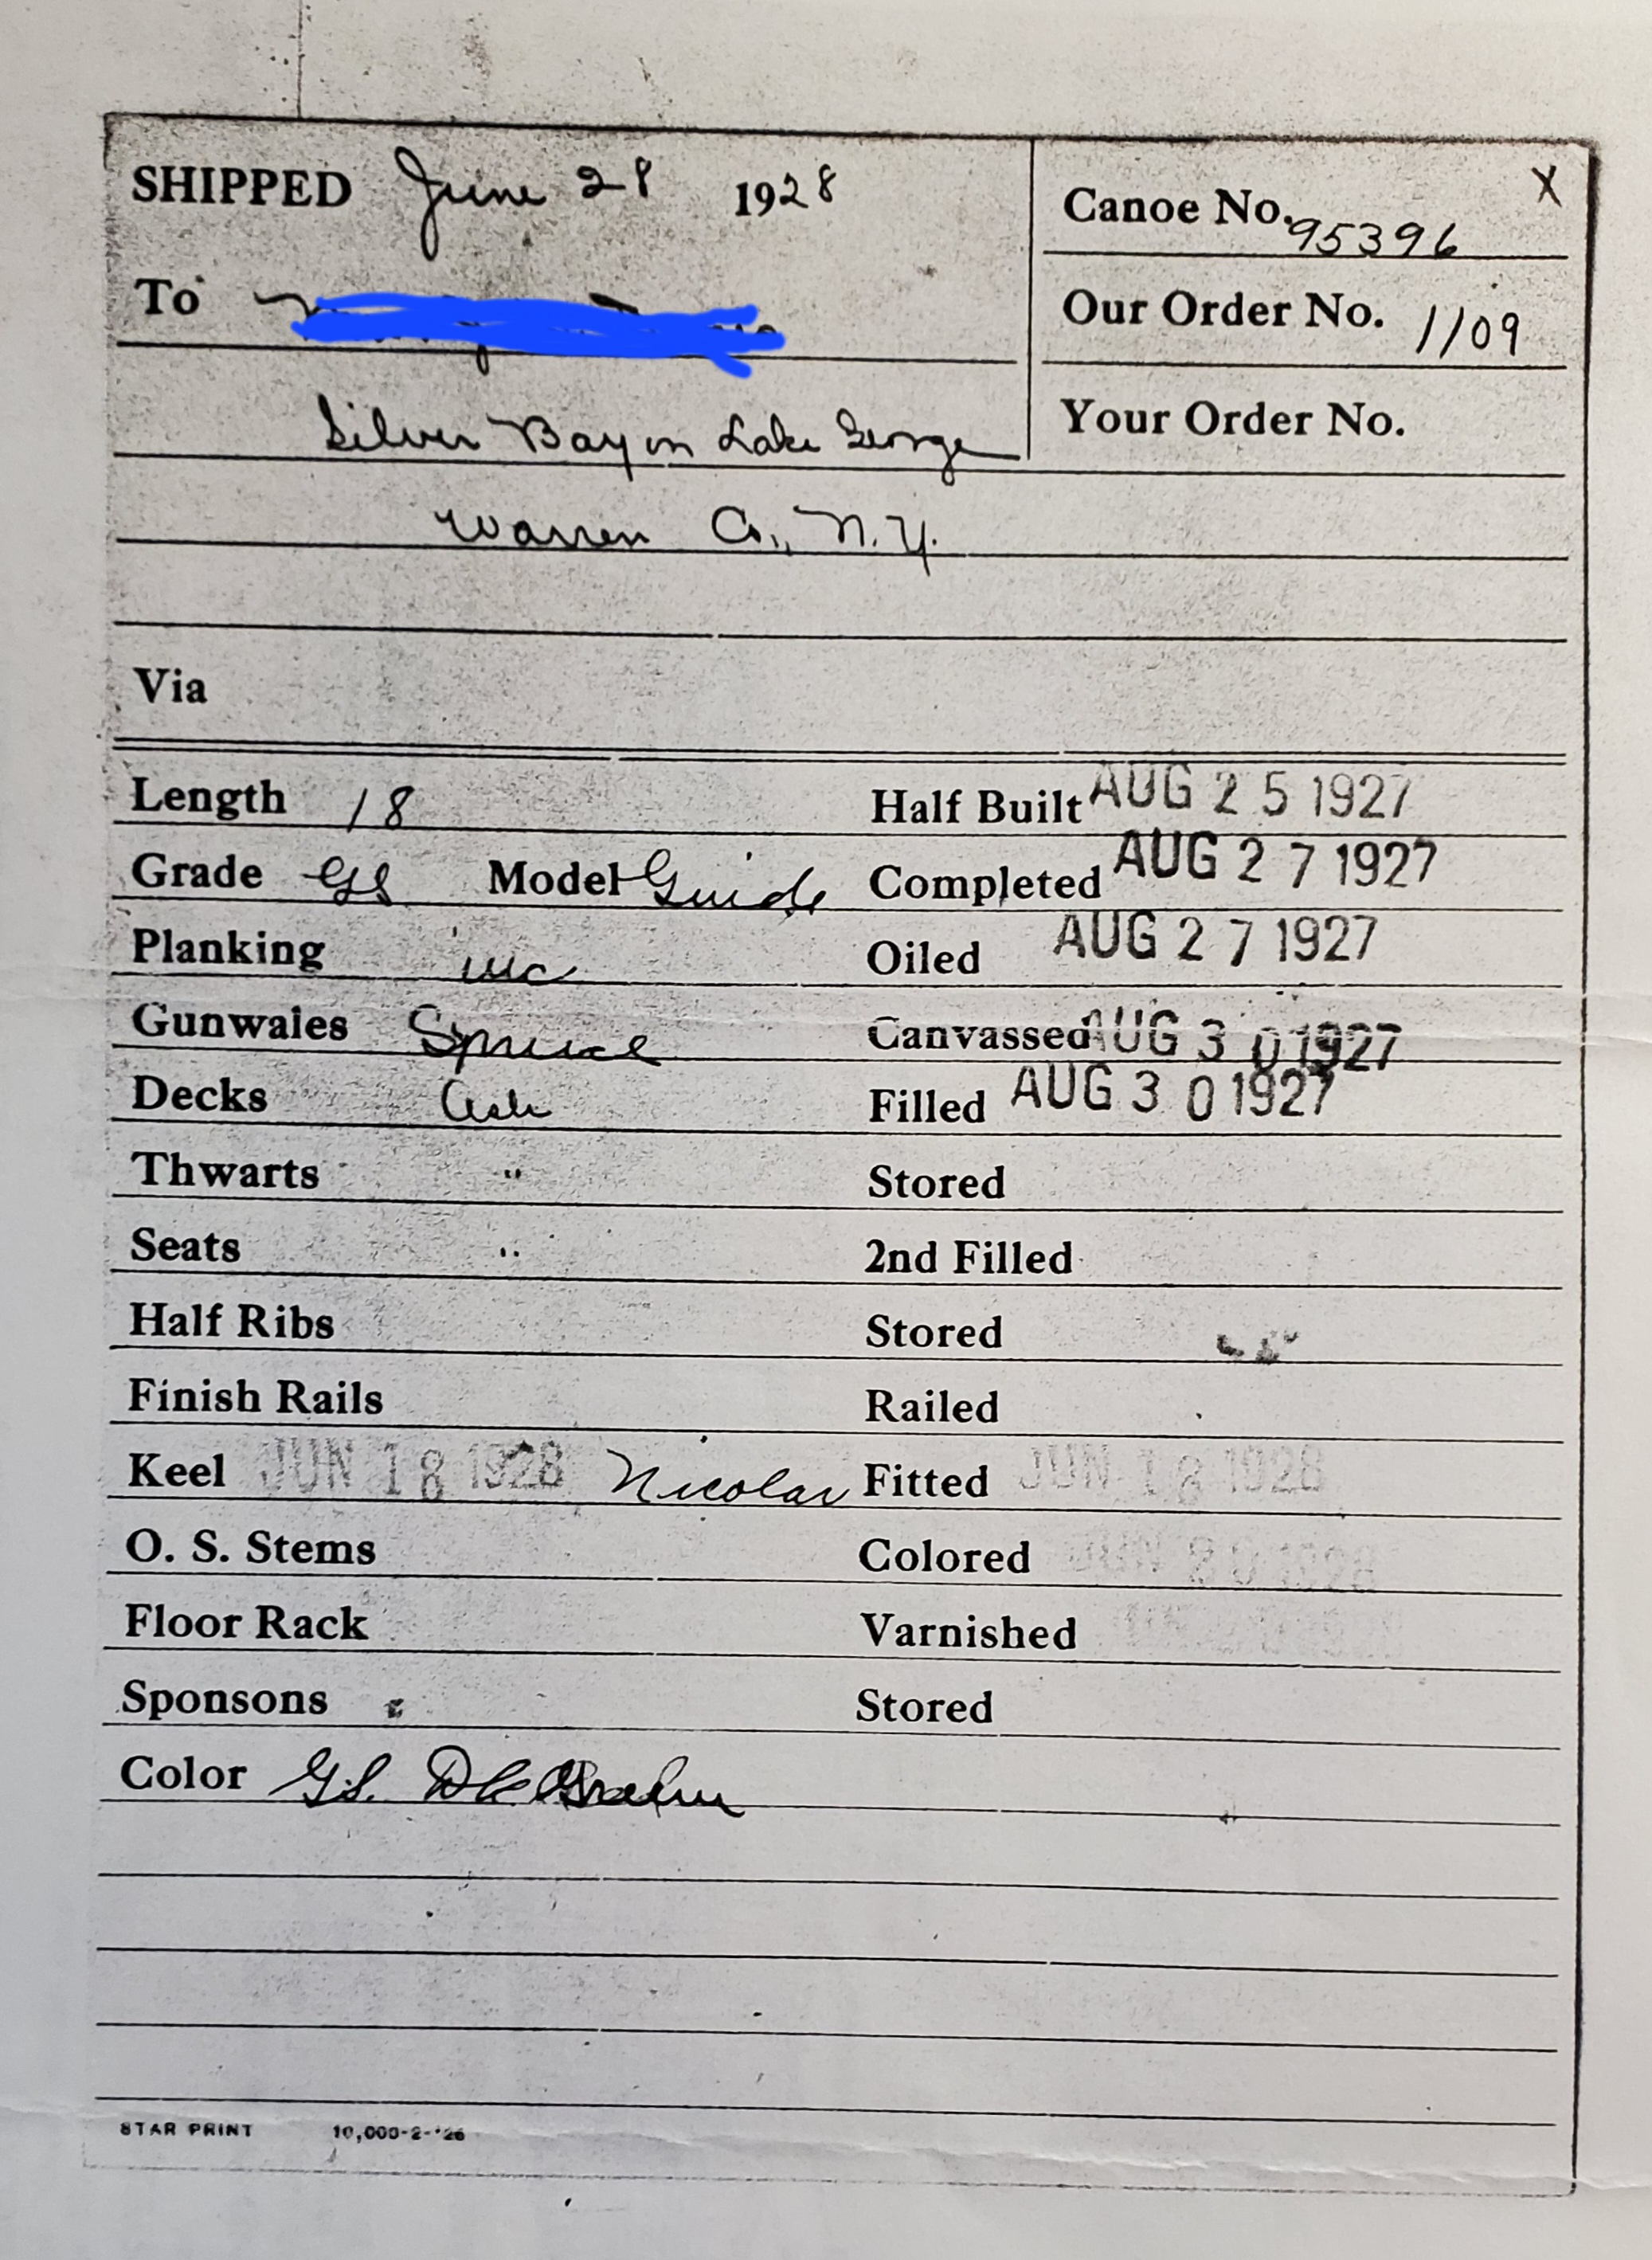 SHIPPED June 28 1928
Canoe No. 95396
X
To
Our Order No. 1109
Silver Bay on Lake George
Your Order No.
Warren Co., N.Y.
Via
Length 18
Half Built AUG 25 1927
Grade Model Guide
Completed AUG 27 1927
Planking wc
Oiled AUG 27 1927
Gunwales Spruce
Canvassed AUG 30 1927
Decks Ash
Filled AUG 30 1927
Thwarts "
Stored
Seats "
2nd Filled
Half Ribs
Stored
Finish Rails
Railed
Keel JUN 18 1928 Nicolar
Fitted JUN 18 1928
O. S. Stems
Colored JUN 20 1928
Floor Rack
Varnished
Sponsons
Stored
Color Dk
STAR PRINT 10,000-2-'26